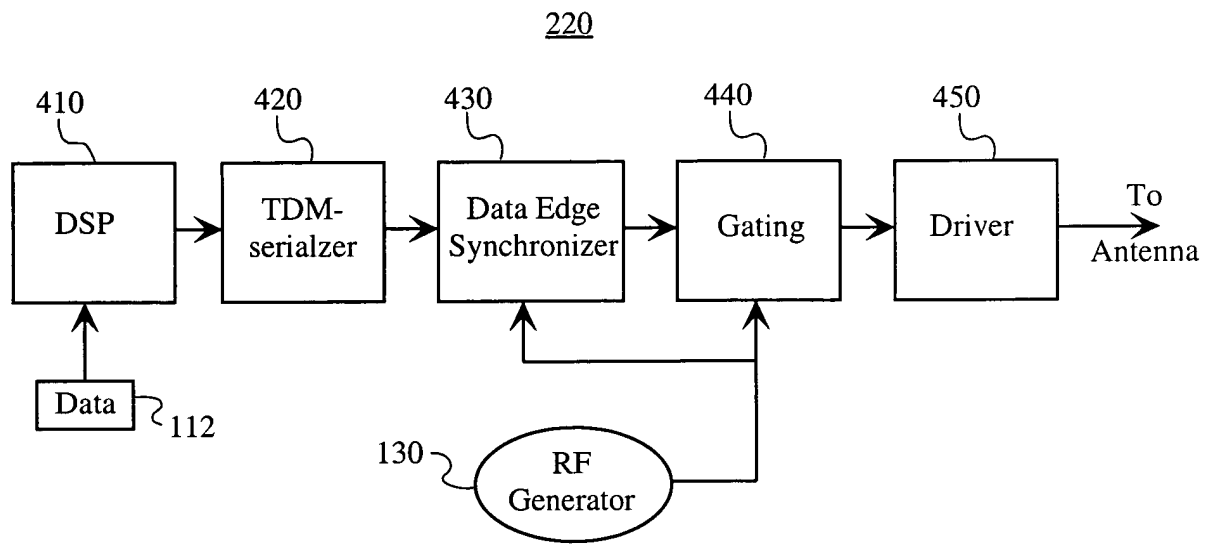 220
410
420
430
440
450
DSP
TDM-
serialzer
Data Edge
Synchronizer
Gating
Driver
To
Antenna
Data
112
130
RF
Generator